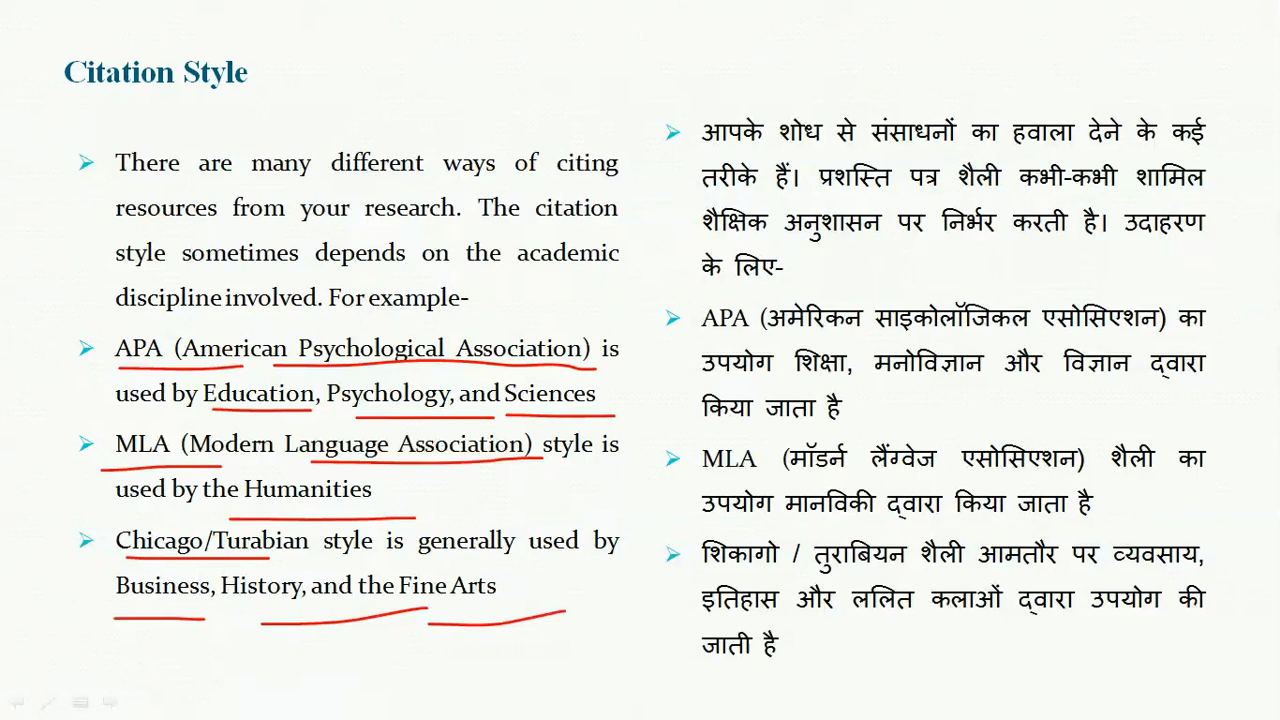 Citation Style
There are many different ways of citing
resources from your research. The citation
style sometimes depends on the academic
discipline involved. For example-
APA (American Psychological Association) is
used by Education, Psychology, and Sciences
MLA (Modern Language Association) style is
used by the Humanities
Chicago/Turabian style is generally used by
Business, History, and the Fine Arts
आपके शोध से संसाधनों का हवाला देने के कई
तरीके हैं। प्रशस्ति पत्र शैली कभी-कभी शामिल
शैक्षिक अनुशासन पर निर्भर करती है। उदाहरण
के लिए-
APA (अमेरिकन साइकोलॉजिकल एसोसिएशन) का
उपयोग शिक्षा, मनोविज्ञान और विज्ञान द्वारा
किया जाता है
MLA (मॉडर्न लैंग्वेज एसोसिएशन) शैली का
उपयोग मानविकी द्वारा किया जाता है
शिकागो / तुराबियन शैली आमतौर पर व्यवसाय,
इतिहास और ललित कलाओं द्वारा उपयोग की
जाती है